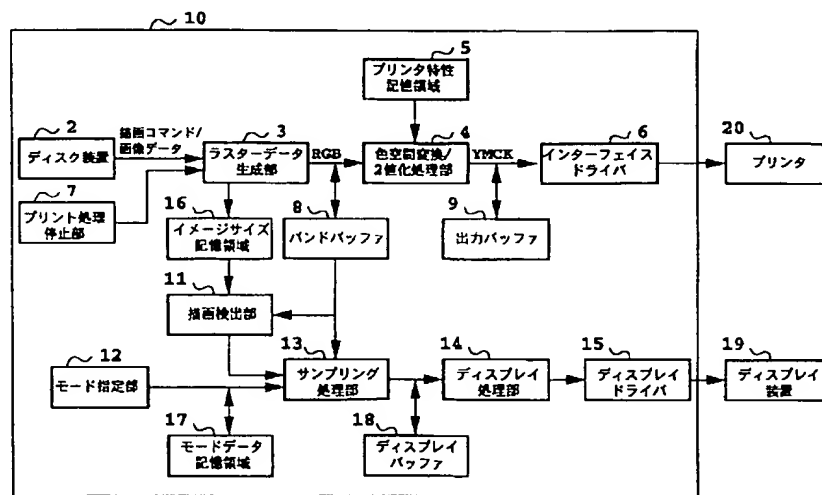 10
5
プリンタ特性
記憶領域
2
ディスク装置
描画コマンド/
画像データ
3
ラスターデータ
生成部
RGB
4
色空間変換/
2値化処理部
YMCK
6
インターフェイス
ドライバ
20
プリンタ
7
プリント処理
停止部
16
イメージサイズ
記憶領域
8
バンドバッファ
9
出力バッファ
11
描画検出部
12
モード指定部
13
サンプリング
処理部
14
ディスプレイ
処理部
15
ディスプレイ
ドライバ
19
ディスプレイ
装置
17
モードデータ
記憶領域
18
ディスプレイ
バッファ